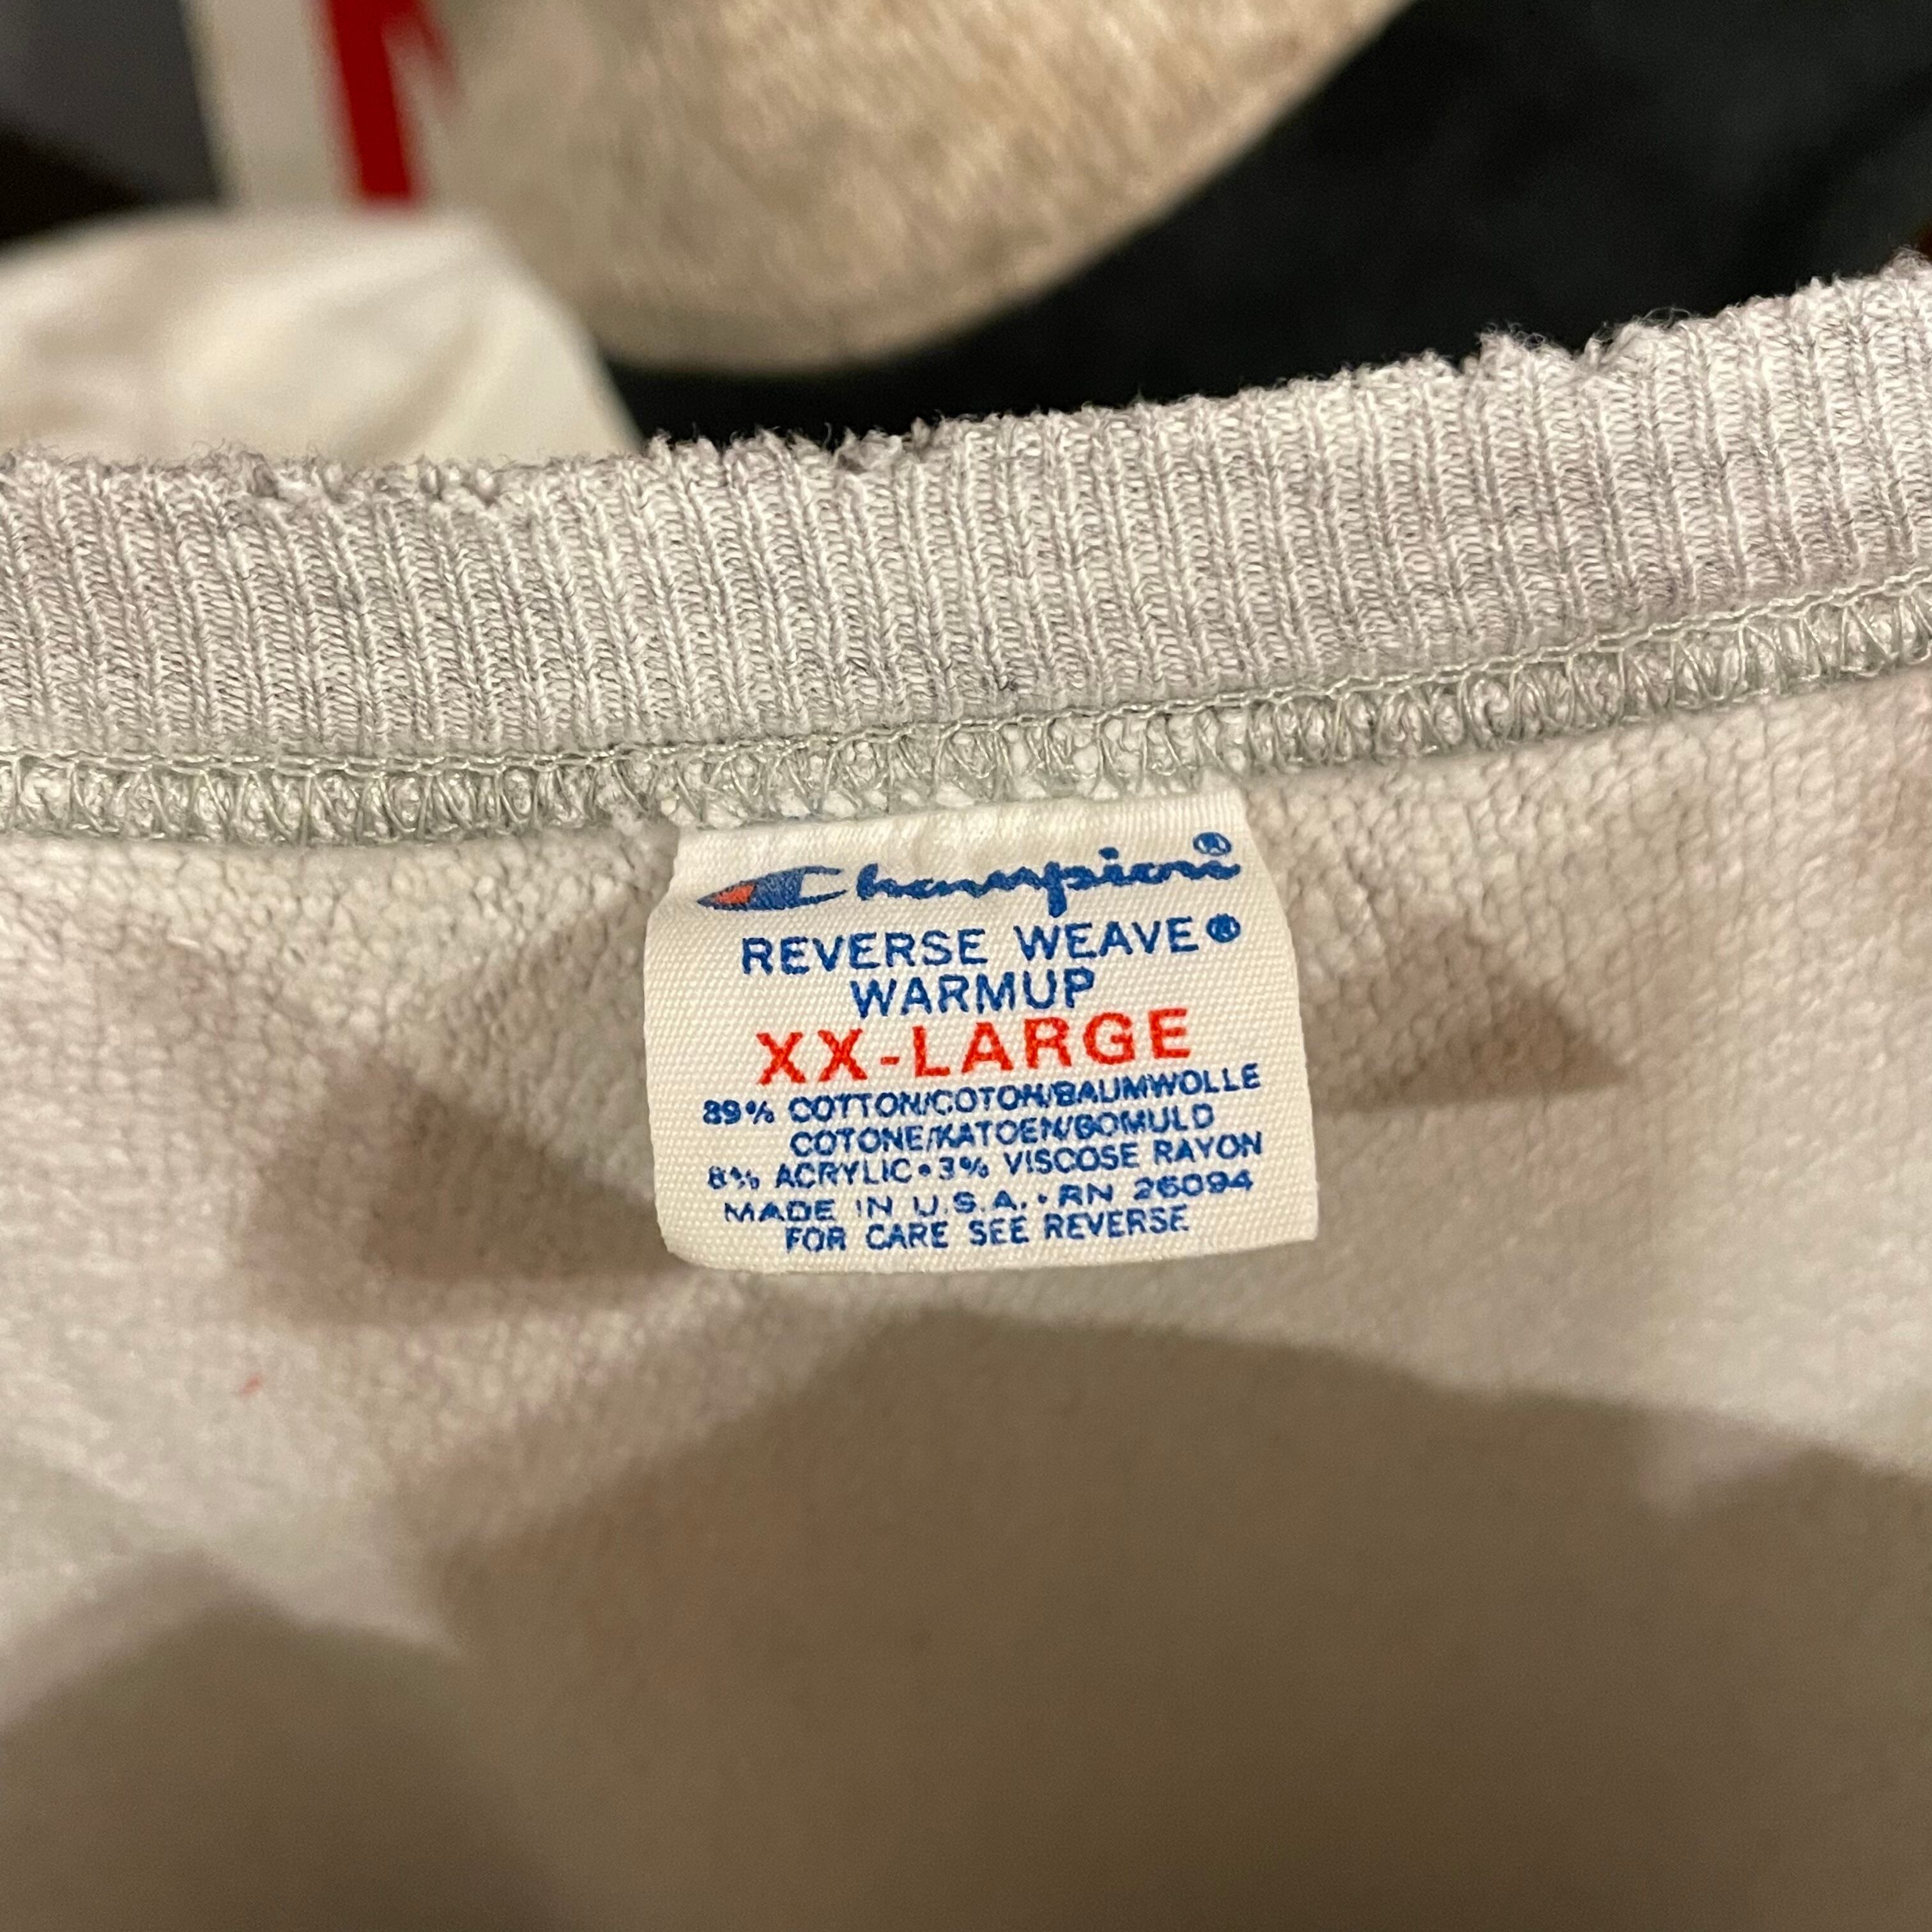 Champion®
REVERSE WEAVE®
WARMUP
XX-LARGE
89% COTTON/COTON/BAUMWOLLE
COTONE/KATOEN/BOMULD
8% ACRYLIC•3% VISCOSE RAYON
MADE IN U.S.A.•RN 26094
FOR CARE SEE REVERSE